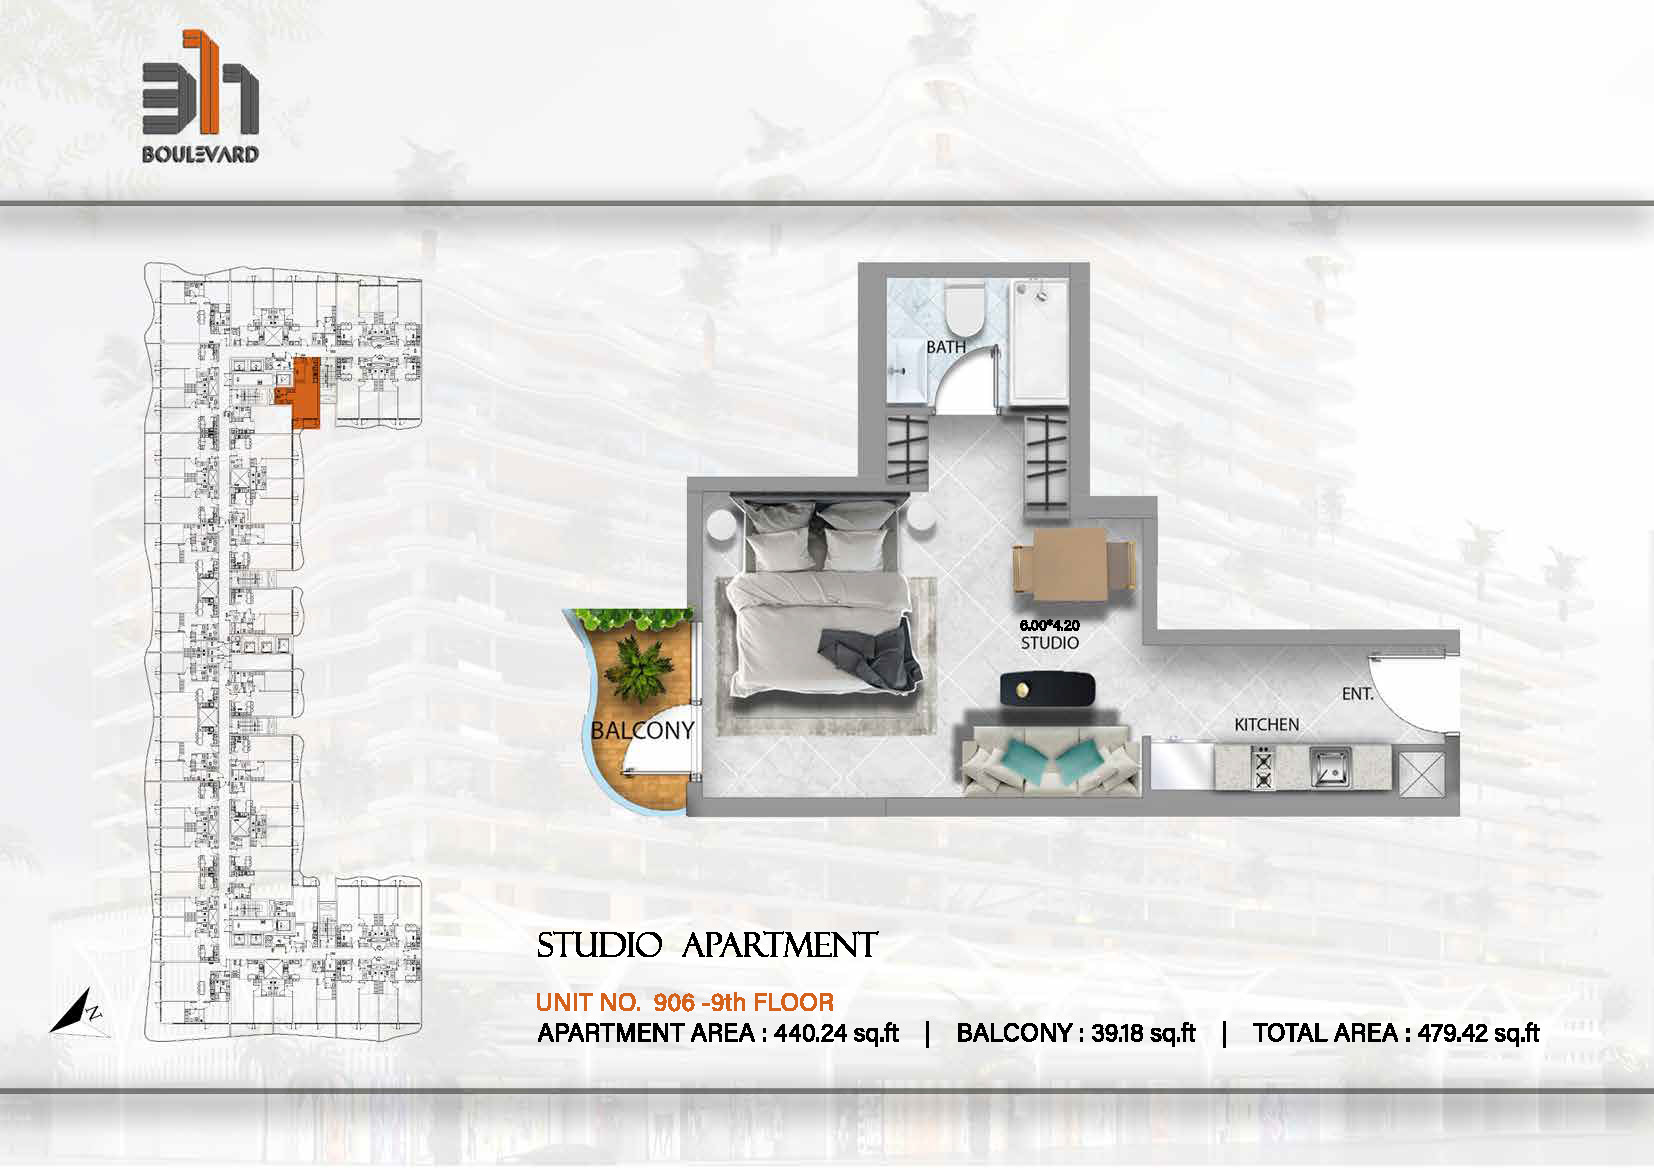 311
BOULEVARD
BATH
6.00*4.20
STUDIO
ENT.
KITCHEN
BALCONY
N
STUDIO APARTMENT
UNIT NO. 906 -9th FLOOR
APARTMENT AREA : 440.24 sq.ft | BALCONY : 39.18 sq.ft | TOTAL AREA : 479.42 sq.ft